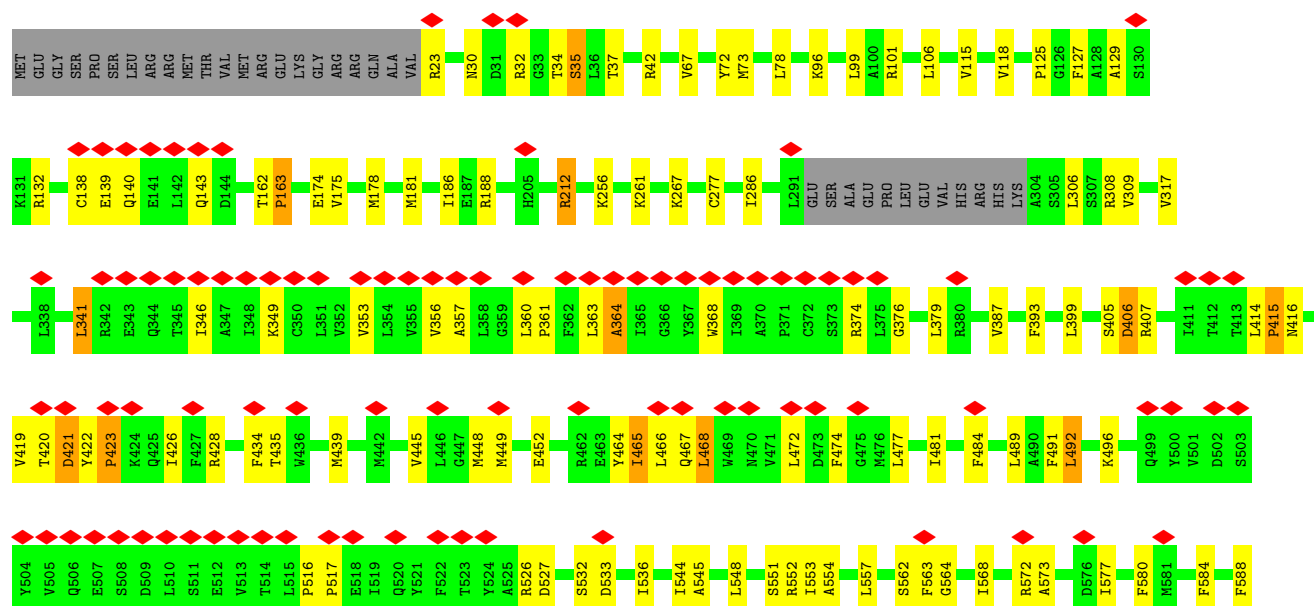 MET GLU GLY SER PRO SER LEU ARG ARG MET THR VAL MET ARG GLU LYS GLY ARG ARG GLN ALA VAL R23 N30 D31 R32 G33 T34 S35 L36 T37 R42 V67 Y72 M73 L78 K96 L99 A100 R101 L106 V115 V118 P125 G126 F127 A128 A129 S130
K131 R132 C138 E139 Q140 E141 L142 Q143 D144 T162 P163 E174 V175 M178 M181 I186 E187 R188 H205 R212 K256 K261 K267 C277 I286 L291 GLU SER ALA GLU PRO LEU GLU VAL HIS ARG HIS LYS A304 S305 L306 S307 R308 V309 V317
L338 L341 R342 E343 Q344 T345 I346 A347 I348 K349 C350 L351 V352 V353 L354 V355 V356 A357 L358 G359 L360 P361 F362 L363 A364 I365 G366 Y367 W368 I369 A370 P371 C372 S373 R374 L375 G376 L379 R380 V387 F393 L399 S405 D406 R407 I411 T412 T413 L414 P415 N416
V419 T420 D421 Y422 P423 K424 Q425 I426 F427 R428 F434 T435 W436 M439 M442 V445 L446 G447 M448 M449 E452 R462 E463 Y464 I465 L466 Q467 L468 W469 N470 V471 L472 D473 F474 G475 M476 L477 I481 F484 L489 A490 F491 L492 K496 Q499 Y500 V501 D502 S503
Y504 V505 Q506 E507 S508 D509 L510 S511 E512 V513 T514 L515 P516 P517 E518 I519 Q520 Y521 F522 T523 Y524 A525 R526 D527 S532 D533 I536 I544 A545 L548 S551 R552 I553 A554 L557 S562 F563 G564 I568 R572 A573 D576 I577 F580 M581 F584 F588